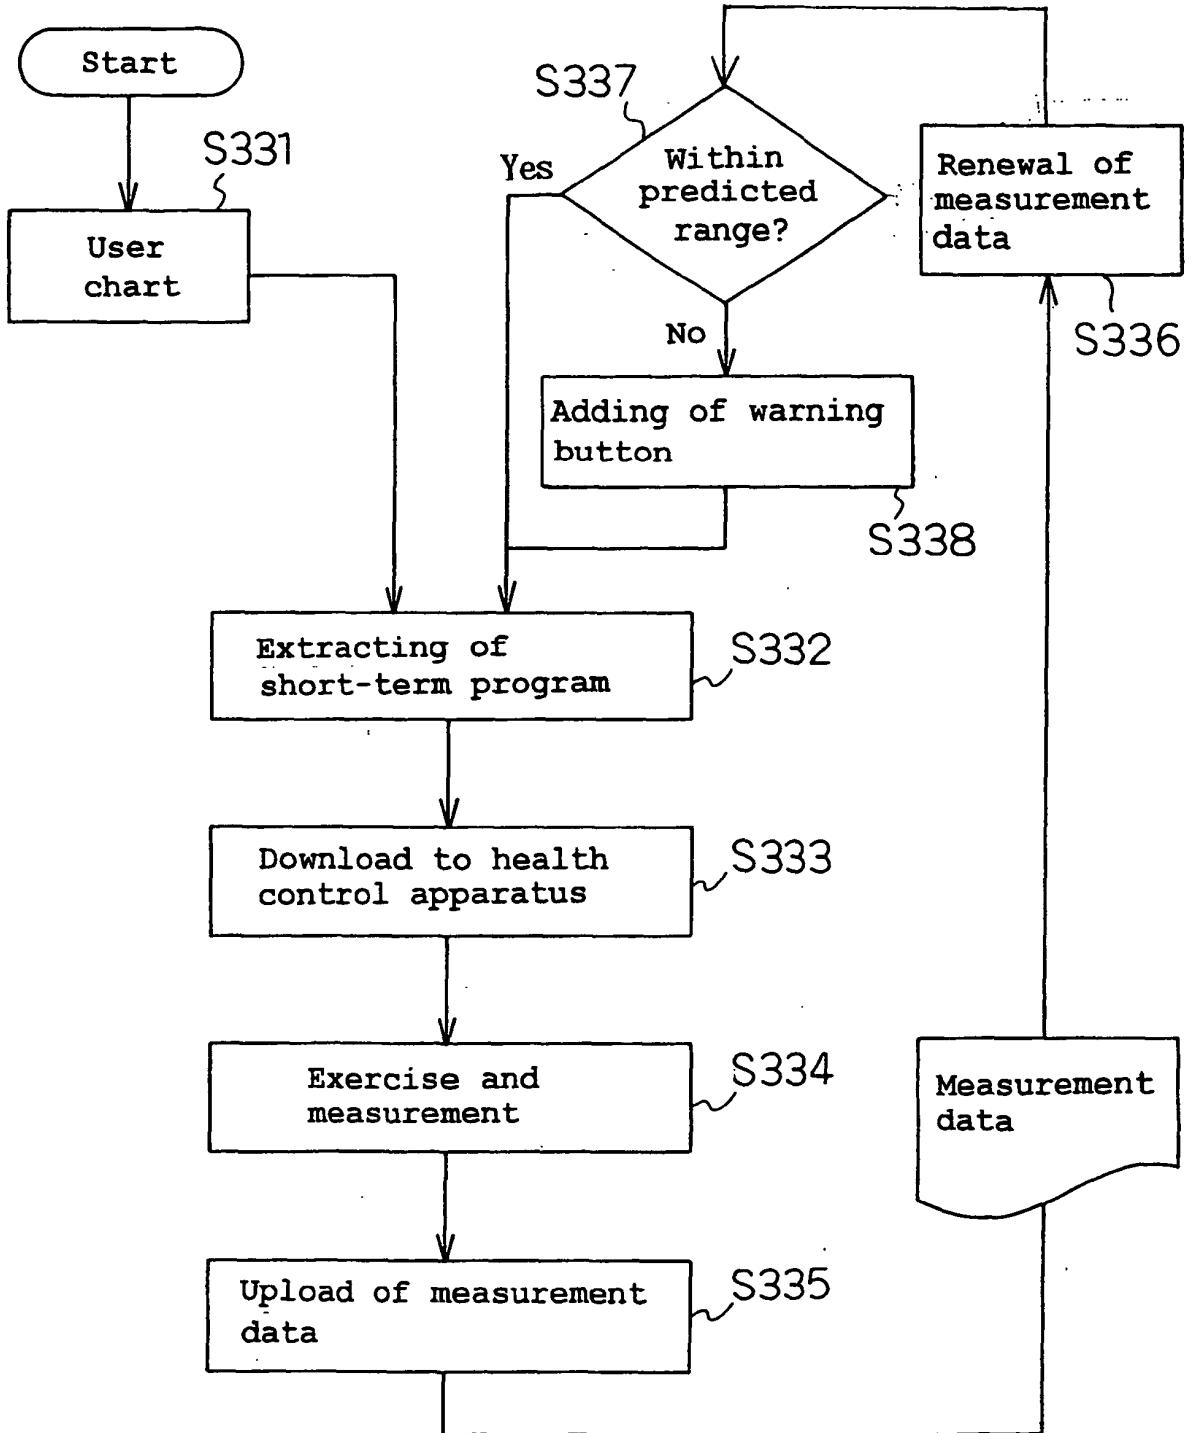 Start
S331
User
chart
S337
Within
predicted
range?
Yes
No
Renewal of
measurement
data
S336
Adding of warning
button
S338
Extracting of
short-term program
S332
Download to health
control apparatus
S333
Exercise and
measurement
S334
Measurement
data
Upload of measurement
data
S335